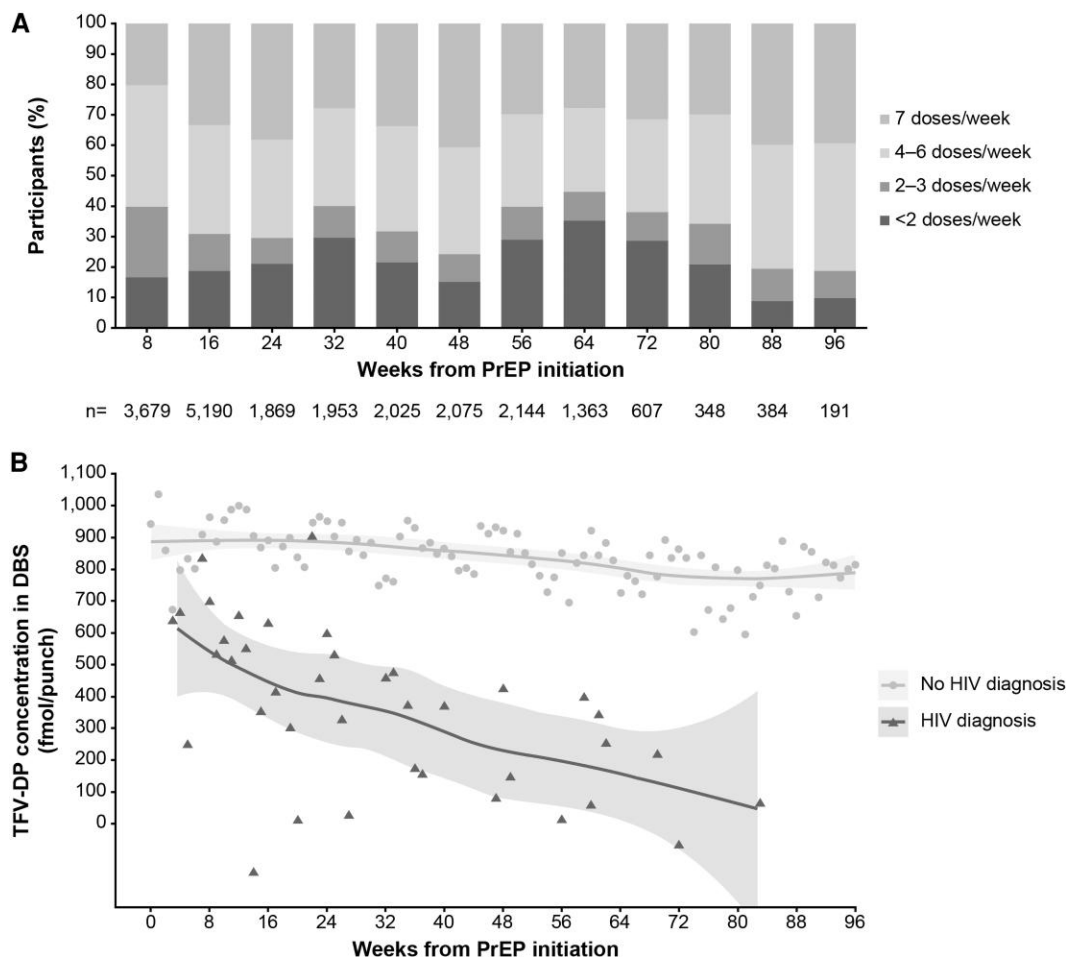 A
100
90
80
70
60
50
40
30
20
10
0
Participants (%)
7 doses/week
4–6 doses/week
2–3 doses/week
<2 doses/week
8 16 24 32 40 48 56 64 72 80 88 96
Weeks from PrEP initiation
n= 3,679 5,190 1,869 1,953 2,025 2,075 2,144 1,363 607 348 384 191
B
1,100
1,000
900
800
700
600
500
400
300
200
100
0
TFV-DP concentration in DBS
(fmol/punch)
No HIV diagnosis
HIV diagnosis
0 8 16 24 32 40 48 56 64 72 80 88 96
Weeks from PrEP initiation